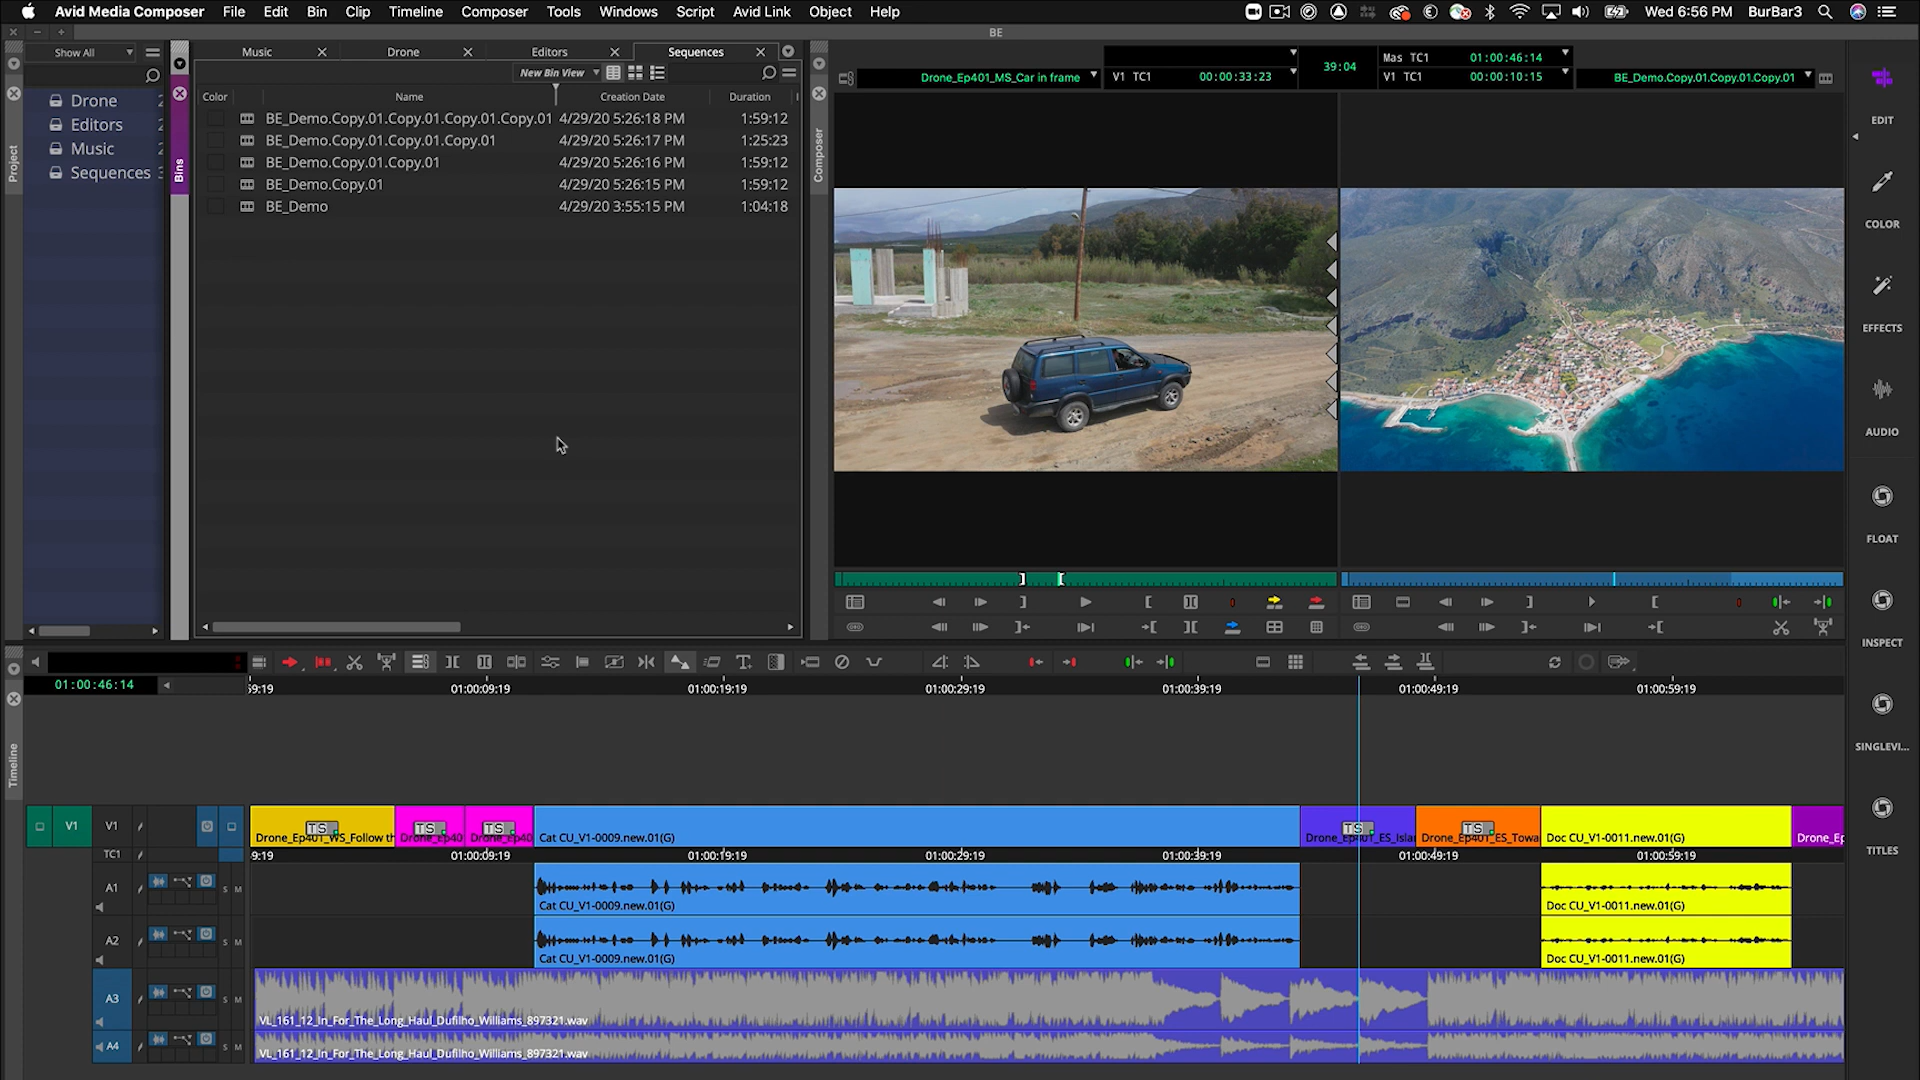 Avid Media Composer File Edit Bin Clip Timeline Composer Tools Windows Script Avid Link Object Help Wed 6:56 PM BurBar3
BE
Show All
Drone
Editors
Music
Sequences
Project
Bins
Music Drone Editors Sequences
New Bin View
Color Name Creation Date Duration
BE_Demo.Copy.01.Copy.01.Copy.01.Copy.01 4/29/20 5:26:18 PM 1:59:12
BE_Demo.Copy.01.Copy.01.Copy.01 4/29/20 5:26:17 PM 1:25:23
BE_Demo.Copy.01.Copy.01 4/29/20 5:26:16 PM 1:59:12
BE_Demo.Copy.01 4/29/20 5:26:15 PM 1:59:12
BE_Demo 4/29/20 3:55:15 PM 1:04:18
Composer
Drone_Ep401_MS_Car in frame V1 TC1 00:00:33:23 39:04
Mas TC1 01:00:46:14
V1 TC1 00:00:10:15
BE_Demo.Copy.01.Copy.01.Copy.01
EDIT
COLOR
EFFECTS
AUDIO
FLOAT
INSPECT
SINGLEVI...
TITLES
Timeline
01:00:46:14
59:19 01:00:09:19 01:00:19:19 01:00:29:19 01:00:39:19 01:00:49:19 01:00:59:19
V1 V1 TS TS TS TS TS
Drone_Ep401_WS_Follow th Drone_Ep40 Drone_Ep40 Cat CU_V1-0009.new.01(G) Drone_Ep401_ES_Islan Drone_Ep401_ES_Towa Doc CU_V1-0011.new.01(G) Drone_Ep
TC1 9:19 01:00:09:19 01:00:19:19 01:00:29:19 01:00:39:19 01:00:49:19 01:00:59:19
A1 S M
Cat CU_V1-0009.new.01(G) Doc CU_V1-0011.new.01(G)
A2 S M
Cat CU_V1-0009.new.01(G) Doc CU_V1-0011.new.01(G)
A3 S M
VL_161_12_In_For_The_Long_Haul_Dufilho_Williams_897321.wav
A4 S M
VL_161_12_In_For_The_Long_Haul_Dufilho_Williams_897321.wav